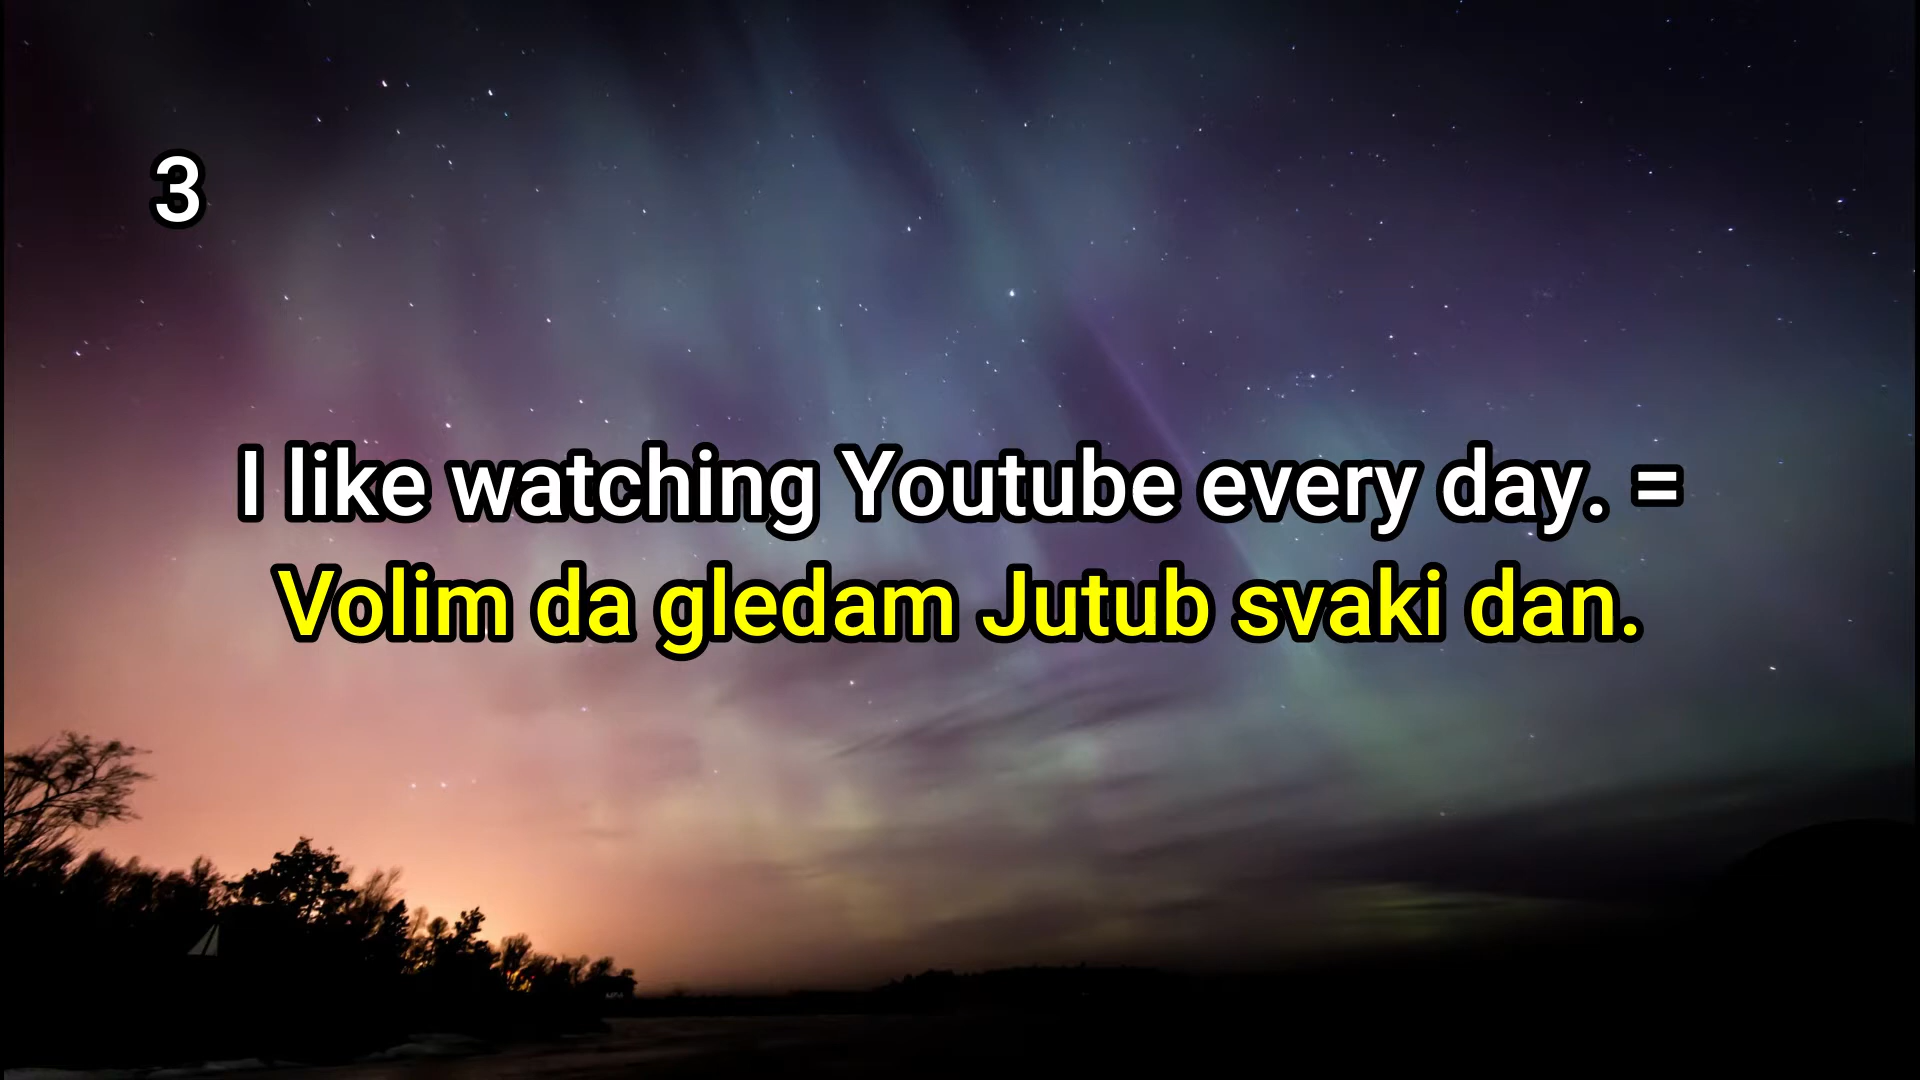 3
I like watching Youtube every day. =
Volim da gledam Jutub svaki dan.